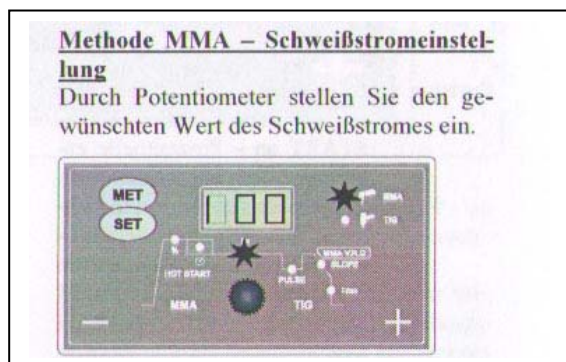 Methode MMA – Schweißstromeinstel-
lung
Durch Potentiometer stellen Sie den ge-
wünschten Wert des Schweißstromes ein.
MET
SET
100
MMA
TIG
%
HOT START
MMA V.R.D
SLOPE
PULSE
MMA
TIG